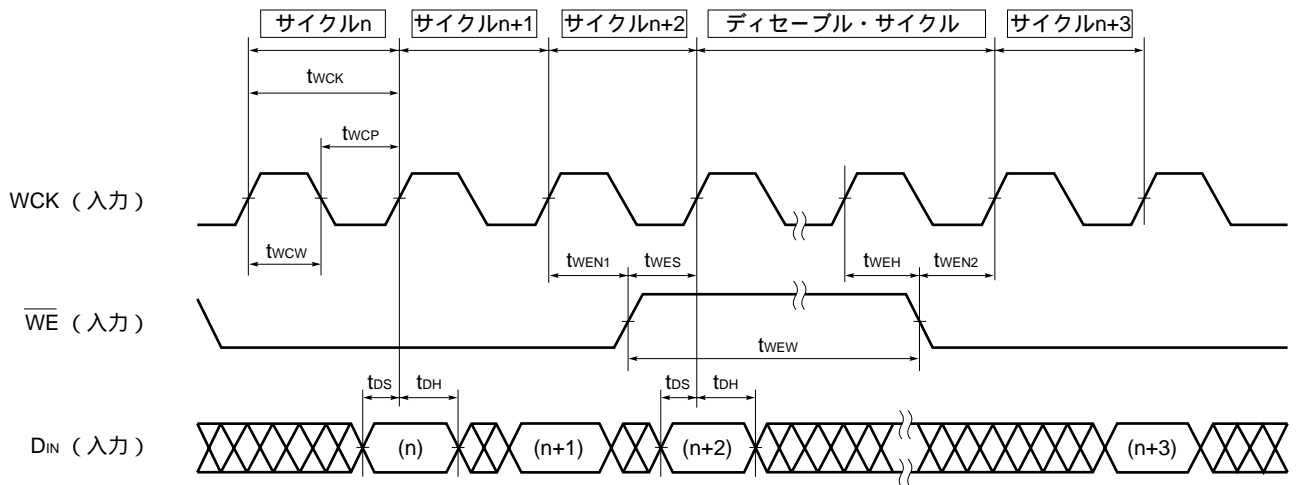 サイクルn サイクルn+1 サイクルn+2 ディセーブル・サイクル サイクルn+3
tWCK
tWCP
WCK（入力）
tWCW tWEN1 tWES tWEH tWEN2
WE（入力）
tWEW
tDS tDH tDS tDH
DIN（入力） (n) (n+1) (n+2) (n+3)